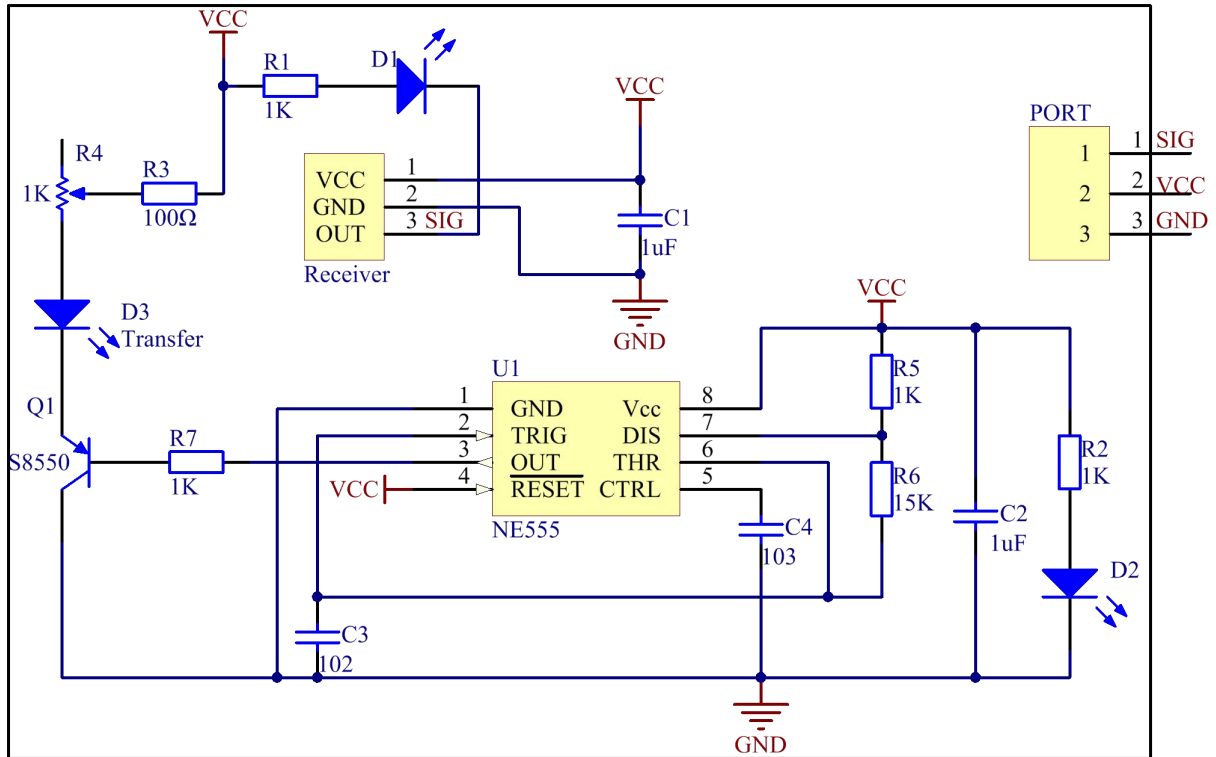 VCC
R1
1K
D1
VCC
PORT
1
1
SIG
2
2
VCC
3
3
GND
R4
1K
R3
100Ω
VCC
1
GND
2
OUT
3
SIG
Receiver
C1
1uF
GND
D3
Transfer
VCC
Q1
S8550
R7
1K
U1
1
GND
Vcc
8
2
TRIG
DIS
7
3
OUT
THR
6
VCC
4
RESET
CTRL
5
NE555
R5
1K
R6
15K
R2
1K
C4
103
C2
1uF
D2
C3
102
GND